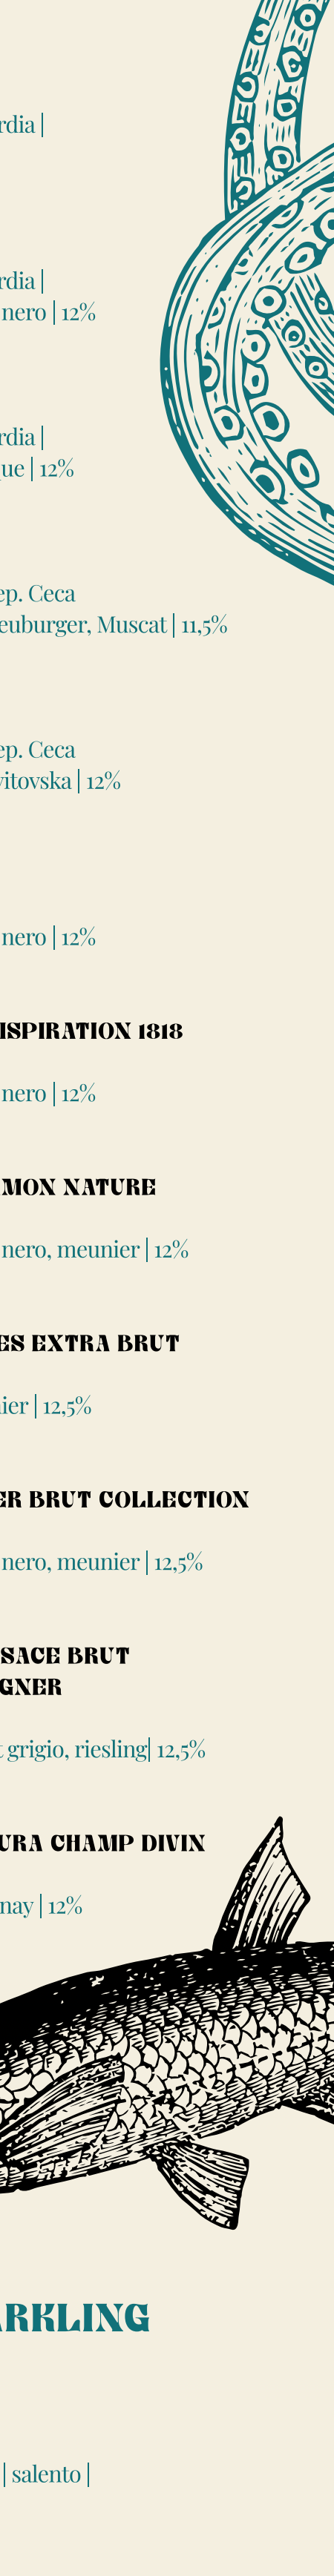 rdia |
rdia |
nero | 12%
rdia |
ue | 12%
ep. Ceca
euburger, Muscat | 11,5%
ep. Ceca
vitovska | 12%
nero | 12%
ISPIRATION 1818
nero | 12%
MON NATURE
nero, meunier | 12%
ES EXTRA BRUT
ier | 12,5%
ER BRUT COLLECTION
nero, meunier | 12,5%
SACE BRUT
GNER
t grigio, riesling| 12,5%
URA CHAMP DIVIN
nay | 12%
ARKLING
| salento |